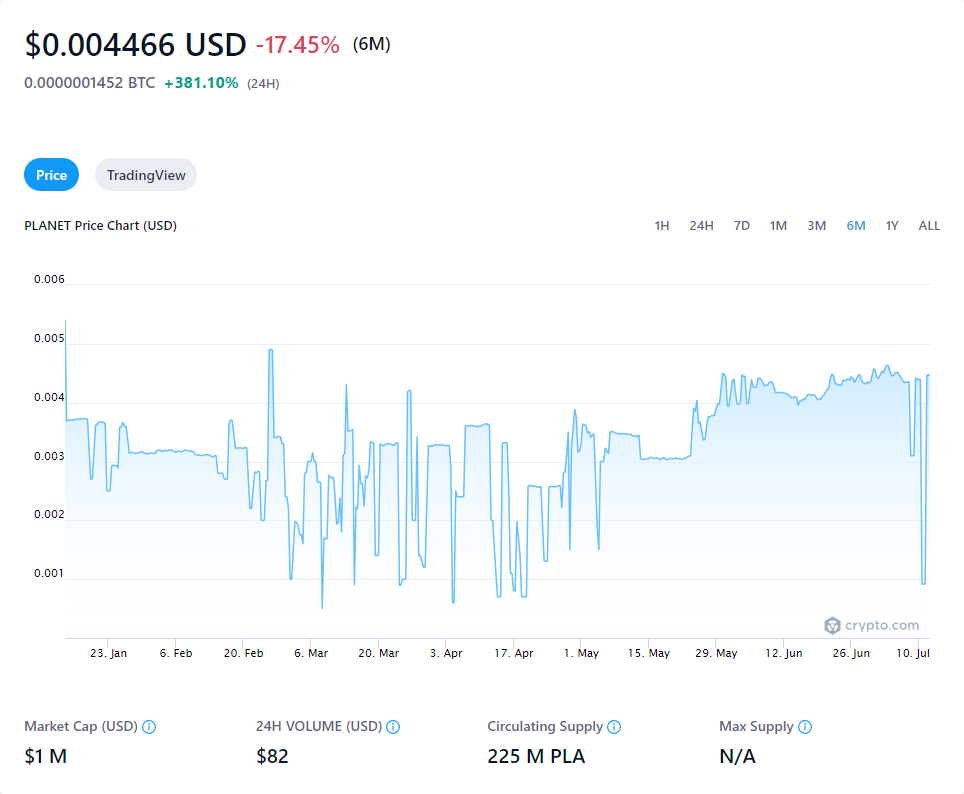 $0.004466 USD -17.45% (6M)
0.0000001452 BTC +381.10% (24H)
Price TradingView
PLANET Price Chart (USD) 1H 24H 7D 1M 3M 6M 1Y ALL
0.006
0.005
0.004
0.003
0.002
0.001
crypto.com
23. Jan 6. Feb 20. Feb 6. Mar 20. Mar 3. Apr 17. Apr 1. May 15. May 29. May 12. Jun 26. Jun 10. Jul
Market Cap (USD) 24H VOLUME (USD) Circulating Supply Max Supply
$1 M $82 225 M PLA N/A